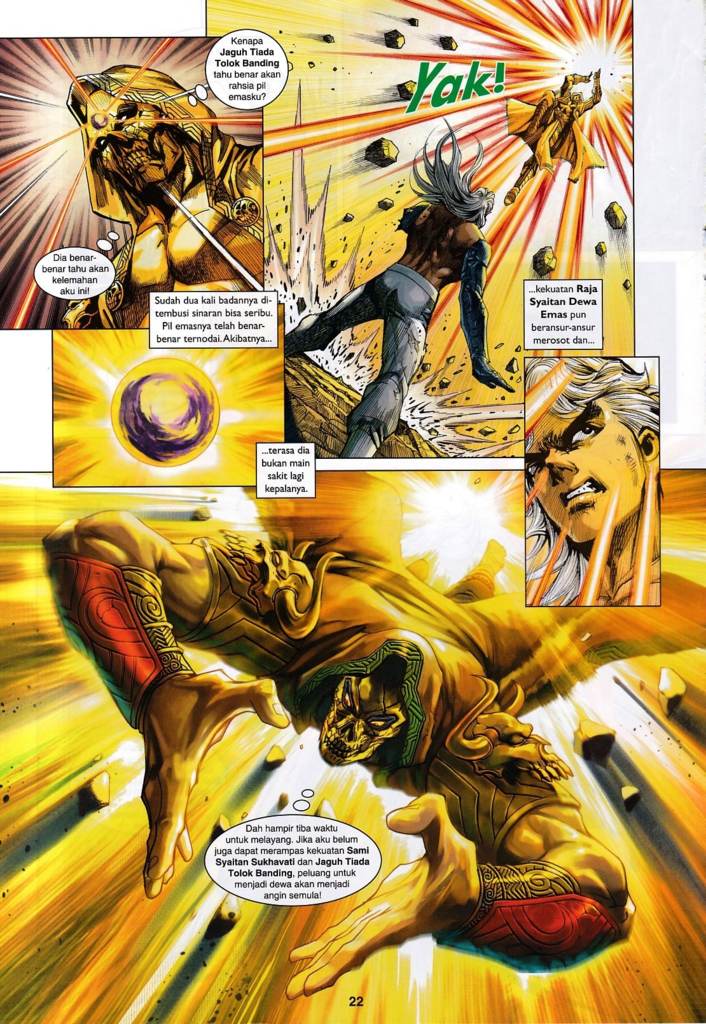 Kenapa
Jaguh Tiada
Tolok Banding
tahu benar akan
rahsia pil
emasku?
Dia benar-
benar tahu akan
kelemahan
aku ini!
Yak!
Sudah dua kali badannya di-
tembusi sinaran bisa seribu.
Pil emasnya telah benar-
benar ternodai. Akibatnya...
...kekuatan Raja
Syaitan Dewa
Emas pun
beransur-ansur
merosot dan...
...terasa dia
bukan main
sakit lagi
kepalanya.
Dah hampir tiba waktu
untuk melayang. Jika aku belum
juga dapat merampas kekuatan Sami
Syaitan Sukhavati dan Jaguh Tiada
Tolok Banding, peluang untuk
menjadi dewa akan menjadi
angin semula!
22